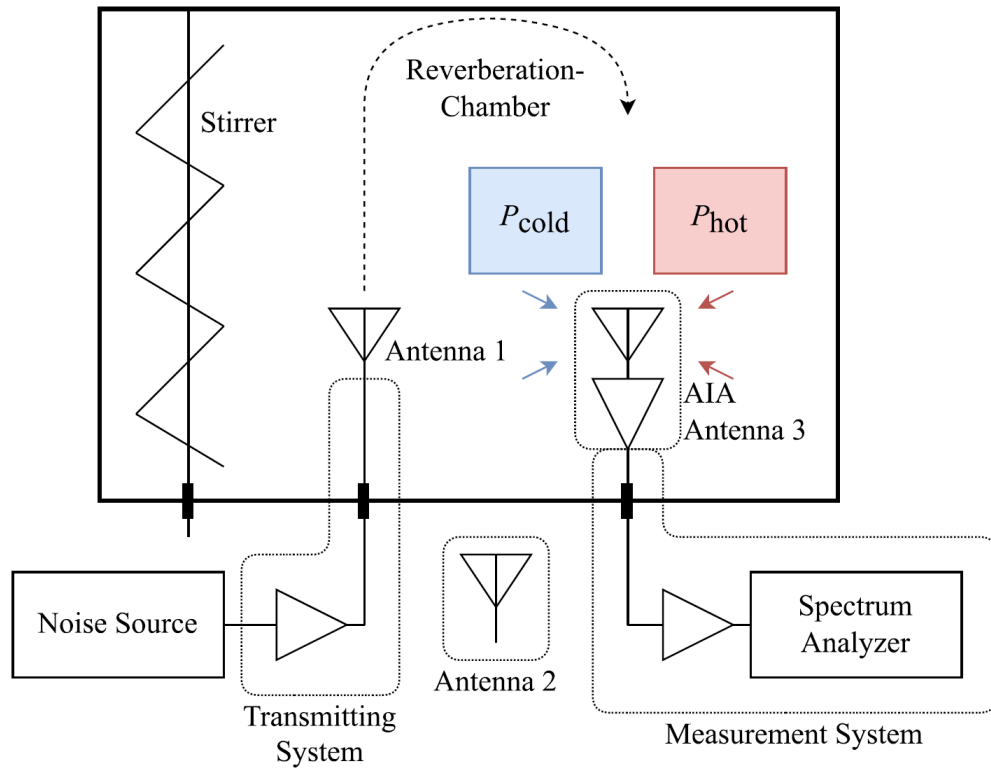 Reverberation-
Chamber
Stirrer
Pcold
Phot
Antenna 1
AIA
Antenna 3
Noise Source
Spectrum
Analyzer
Antenna 2
Transmitting
System
Measurement System